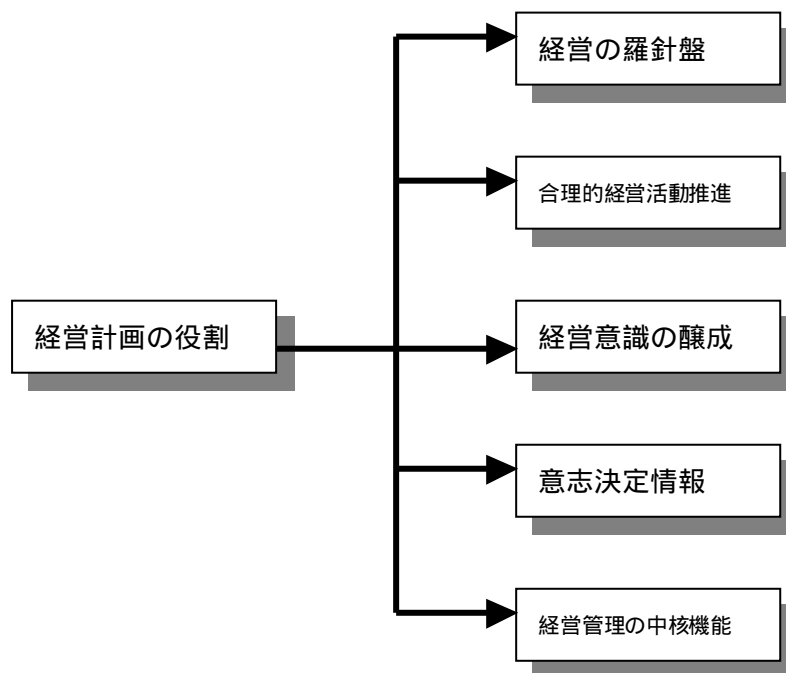 経営の羅針盤
合理的経営活動推進
経営計画の役割
経営意識の醸成
意志決定情報
経営管理の中核機能